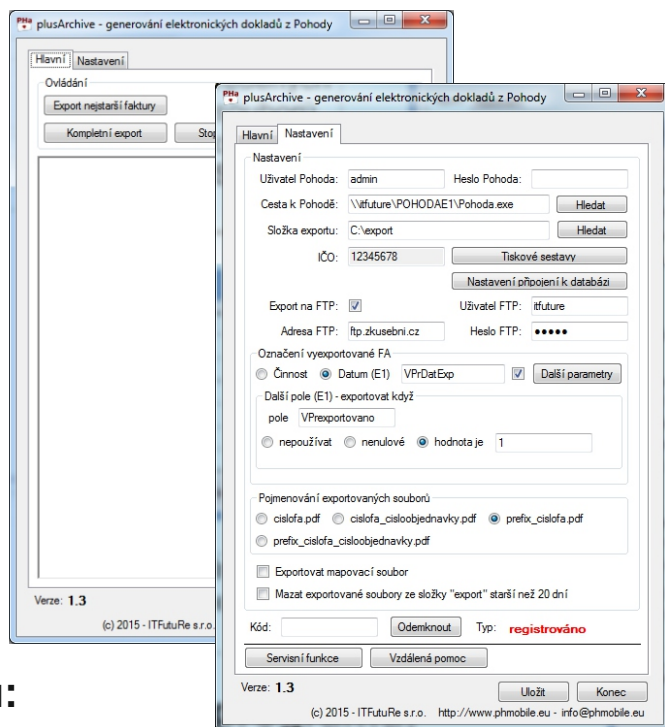 plusArchive - generování elektronických dokladů z Pohody
Hlavní Nastavení
Ovládání
Export nejstarší faktury
Kompletní export
Verze: 1.3
(c) 2015 - ITFutuRe s.r.o.
plusArchive - generování elektronických dokladů z Pohody
Hlavní Nastavení
Nastavení
Uživatel Pohoda: admin Heslo Pohoda:
Cesta k Pohodě: \\itfuture\POHODAE1\Pohoda.exe Hledat
Složka exportu: C:\export Hledat
IČO: 12345678 Tiskové sestavy
Nastavení připojení k databázi
Export na FTP: Uživatel FTP: itfuture
Adresa FTP: ftp.zkusebni.cz Heslo FTP: •••••
Označení vyexportované FA
Činnost Datum (E1) VPrDatExp Další parametry
Další pole (E1) - exportovat když
pole VPrexportovano
nepoužívat nenulové hodnota je 1
Pojmenování exportovaných souborů
cislofa.pdf cislofa_cisloobjednavky.pdf prefix_cislofa.pdf
prefix_cislofa_cisloobjednavky.pdf
Exportovat mapovací soubor
Mazat exportované soubory ze složky "export" starší než 20 dní
Kód: Odemknout Typ: registrováno
Servisní funkce Vzdálená pomoc
Verze: 1.3 Uložit Konec
(c) 2015 - ITFutuRe s.r.o. http://www.phmobile.eu - info@phmobile.eu